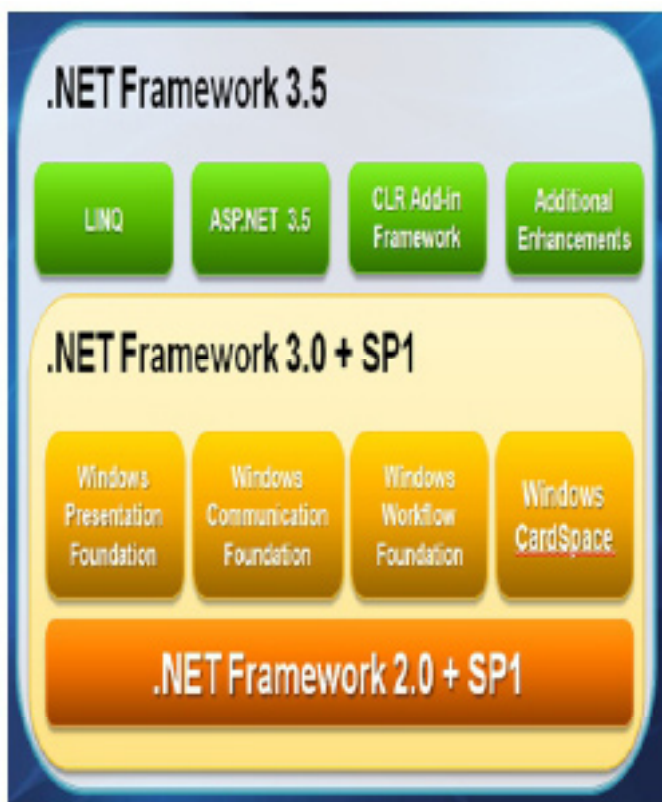 .NET Framework 3.5
LINQ
ASP.NET 3.5
CLR Add-in
Framework
Additional
Enhancements
.NET Framework 3.0 + SP1
Windows
Presentation
Foundation
Windows
Communication
Foundation
Windows
Workflow
Foundation
Windows
CardSpace
.NET Framework 2.0 + SP1